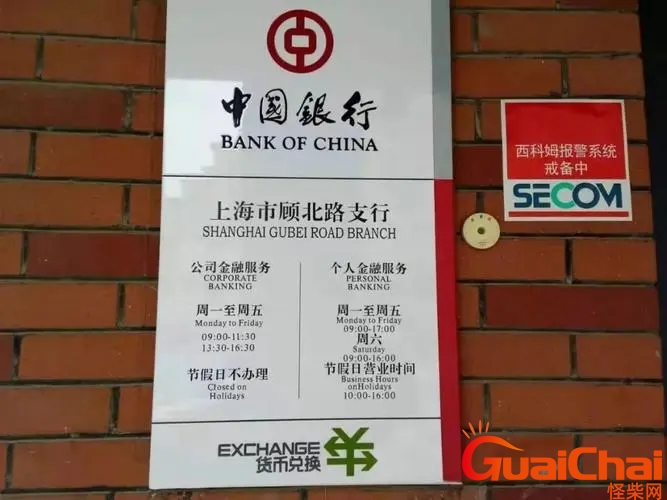 中國銀行
BANK OF CHINA
上海市顾北路支行
SHANGHAI GUBEI ROAD BRANCH
公司金融服务
CORPORATE
BANKING
周一至周五
Monday to Friday
09:00-11:30
13:30-16:30
节假日不办理
Closed on
Holidays
个人金融服务
PERSONAL
BANKING
周一至周五
Monday to Friday
09:00-17:00
周六
Saturday
09:00-16:00
节假日营业时间
Business Hours
onHolidays
10:00-16:00
EXCHANGE
货币兑换
西科姆报警系统
戒备中
SECOM
GuaiChai
怪柴网